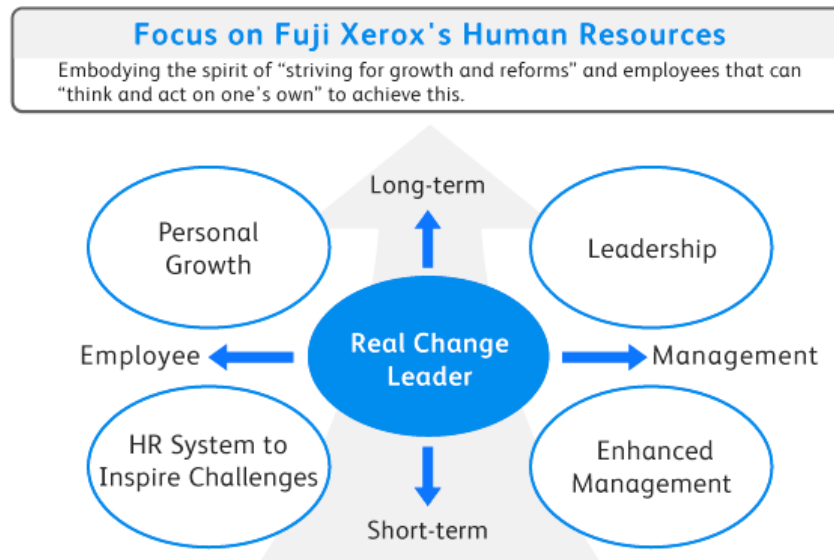 Focus on Fuji Xerox's Human Resources
Embodying the spirit of “striving for growth and reforms” and employees that can
“think and act on one’s own” to achieve this.
Long-term
Personal
Growth
Leadership
Employee
Real Change
Leader
Management
HR System to
Inspire Challenges
Enhanced
Management
Short-term